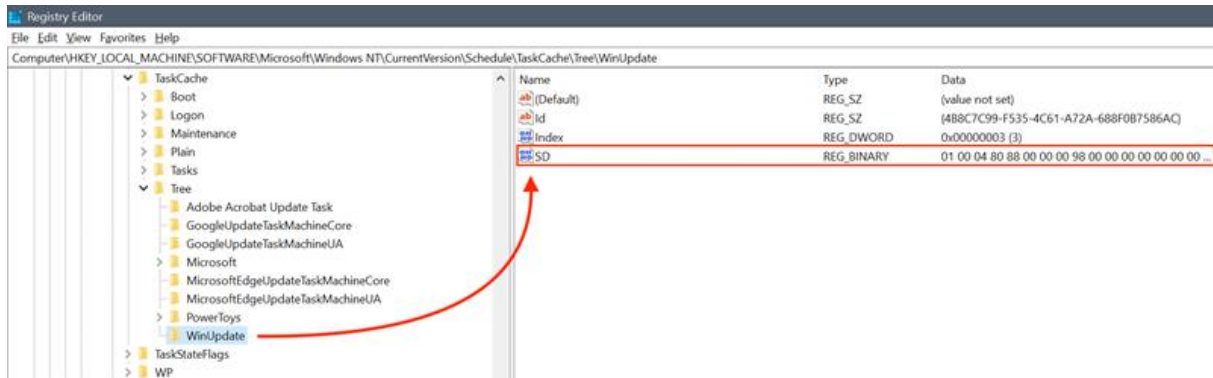 Registry Editor
File Edit View Favorites Help
Computer\HKEY_LOCAL_MACHINE\SOFTWARE\Microsoft\Windows NT\CurrentVersion\Schedule\TaskCache\Tree\WinUpdate
TaskCache
Boot
Logon
Maintenance
Plain
Tasks
Tree
Adobe Acrobat Update Task
GoogleUpdateTaskMachineCore
GoogleUpdateTaskMachineUA
Microsoft
MicrosoftEdgeUpdateTaskMachineCore
MicrosoftEdgeUpdateTaskMachineUA
PowerToys
WinUpdate
TaskStateFlags
WP
Name Type Data
(Default) REG_SZ (value not set)
Id REG_SZ {4B8C7C99-F535-4C61-A72A-688F0B7586AC}
Index REG_DWORD 0x00000003 (3)
SD REG_BINARY 01 00 04 80 88 00 00 00 98 00 00 00 00 00 00 00 ...